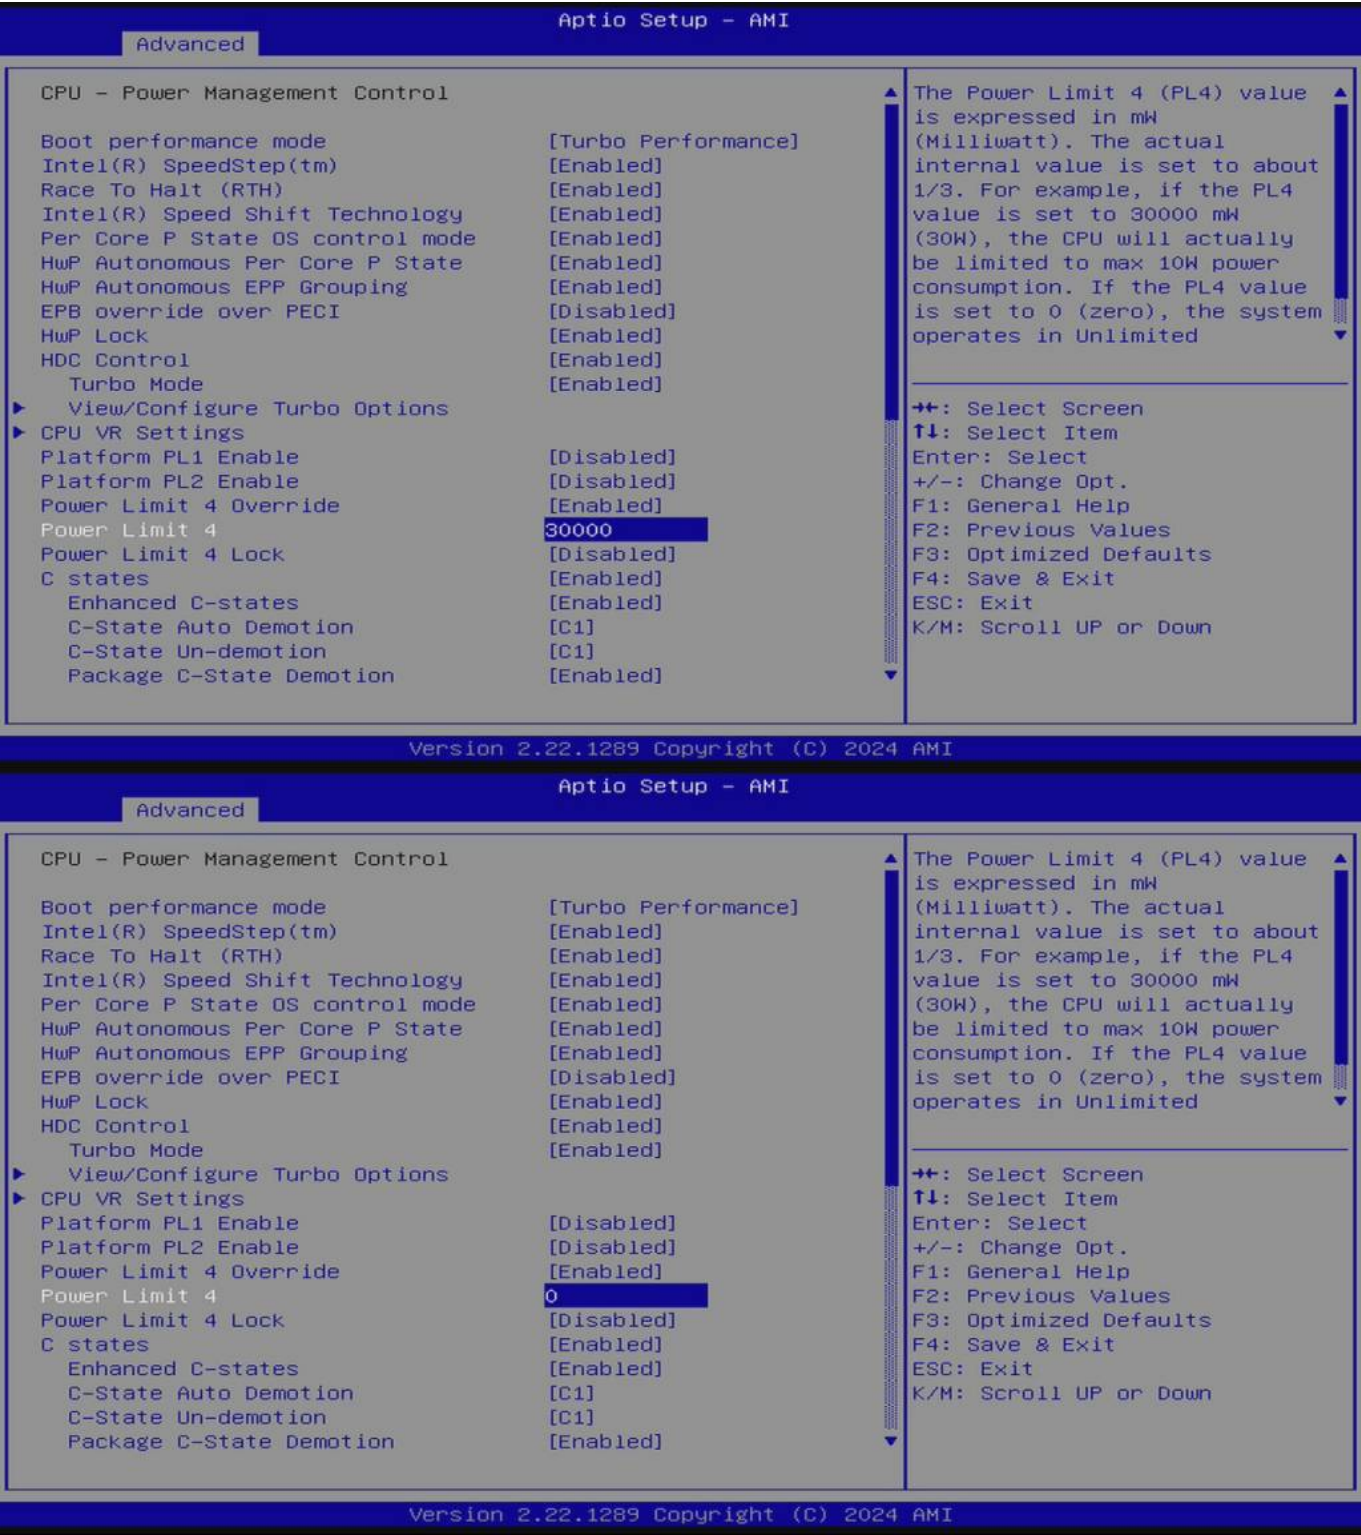 Aptio Setup – AMI
Advanced
CPU – Power Management Control
Boot performance mode [Turbo Performance]
Intel(R) SpeedStep(tm) [Enabled]
Race To Halt (RTH) [Enabled]
Intel(R) Speed Shift Technology [Enabled]
Per Core P State OS control mode [Enabled]
HwP Autonomous Per Core P State [Enabled]
HwP Autonomous EPP Grouping [Enabled]
EPB override over PECI [Disabled]
HwP Lock [Enabled]
HDC Control [Enabled]
Turbo Mode [Enabled]
View/Configure Turbo Options
CPU VR Settings
Platform PL1 Enable [Disabled]
Platform PL2 Enable [Disabled]
Power Limit 4 Override [Enabled]
Power Limit 4 30000
Power Limit 4 Lock [Disabled]
C states [Enabled]
Enhanced C-states [Enabled]
C-State Auto Demotion [C1]
C-State Un-demotion [C1]
Package C-State Demotion [Enabled]
The Power Limit 4 (PL4) value
is expressed in mW
(Milliwatt). The actual
internal value is set to about
1/3. For example, if the PL4
value is set to 30000 mW
(30W), the CPU will actually
be limited to max 10W power
consumption. If the PL4 value
is set to 0 (zero), the system
operates in Unlimited
→←: Select Screen
↑↓: Select Item
Enter: Select
+/-: Change Opt.
F1: General Help
F2: Previous Values
F3: Optimized Defaults
F4: Save & Exit
ESC: Exit
K/M: Scroll UP or Down
Version 2.22.1289 Copyright (C) 2024 AMI
Aptio Setup – AMI
Advanced
CPU – Power Management Control
Boot performance mode [Turbo Performance]
Intel(R) SpeedStep(tm) [Enabled]
Race To Halt (RTH) [Enabled]
Intel(R) Speed Shift Technology [Enabled]
Per Core P State OS control mode [Enabled]
HwP Autonomous Per Core P State [Enabled]
HwP Autonomous EPP Grouping [Enabled]
EPB override over PECI [Disabled]
HwP Lock [Enabled]
HDC Control [Enabled]
Turbo Mode [Enabled]
View/Configure Turbo Options
CPU VR Settings
Platform PL1 Enable [Disabled]
Platform PL2 Enable [Disabled]
Power Limit 4 Override [Enabled]
Power Limit 4 0
Power Limit 4 Lock [Disabled]
C states [Enabled]
Enhanced C-states [Enabled]
C-State Auto Demotion [C1]
C-State Un-demotion [C1]
Package C-State Demotion [Enabled]
The Power Limit 4 (PL4) value
is expressed in mW
(Milliwatt). The actual
internal value is set to about
1/3. For example, if the PL4
value is set to 30000 mW
(30W), the CPU will actually
be limited to max 10W power
consumption. If the PL4 value
is set to 0 (zero), the system
operates in Unlimited
→←: Select Screen
↑↓: Select Item
Enter: Select
+/-: Change Opt.
F1: General Help
F2: Previous Values
F3: Optimized Defaults
F4: Save & Exit
ESC: Exit
K/M: Scroll UP or Down
Version 2.22.1289 Copyright (C) 2024 AMI